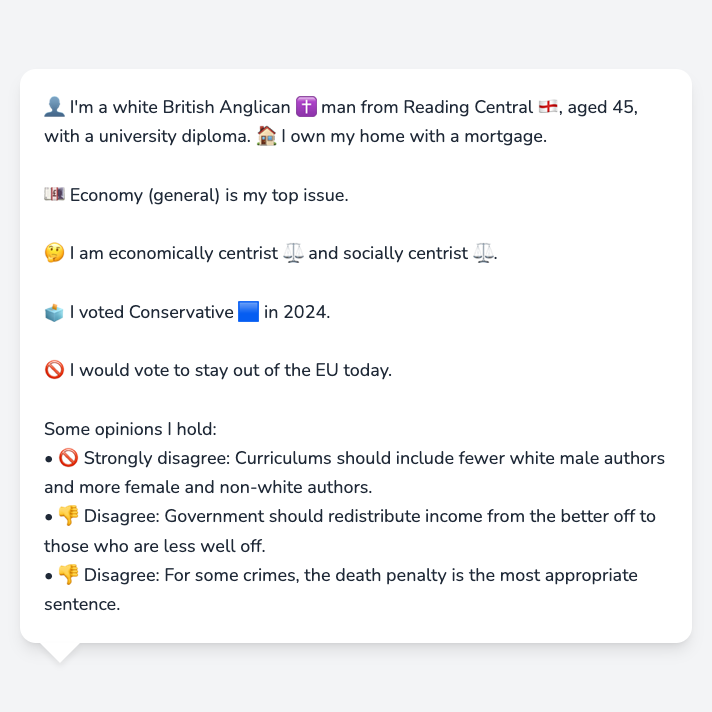 👤 I'm a white British Anglican ✝️ man from Reading Central 🏴󠁧󠁢󠁥󠁮󠁧󠁿, aged 45,
with a university diploma. 🏠 I own my home with a mortgage.
💷 Economy (general) is my top issue.
🤔 I am economically centrist ⚖️ and socially centrist ⚖️.
🗳️ I voted Conservative 🟦 in 2024.
🚫 I would vote to stay out of the EU today.
Some opinions I hold:
• 🚫 Strongly disagree: Curriculums should include fewer white male authors
and more female and non-white authors.
• 👎 Disagree: Government should redistribute income from the better off to
those who are less well off.
• 👎 Disagree: For some crimes, the death penalty is the most appropriate
sentence.